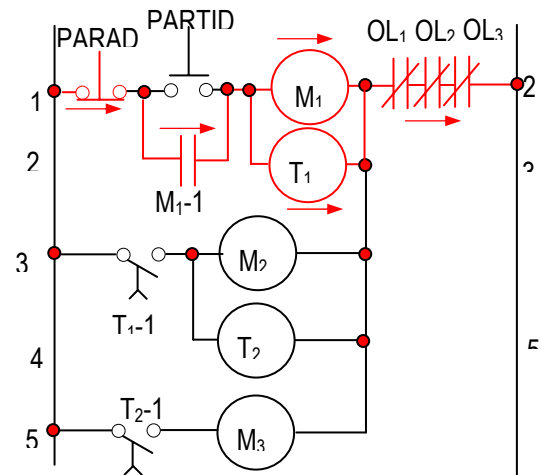 PARTID
PARAD
OL₁ OL₂ OL₃
1
M₁
2
2
T₁
M₁-1
3
M₂
T₁-1
4
T₂
T₂-1
5
M₃